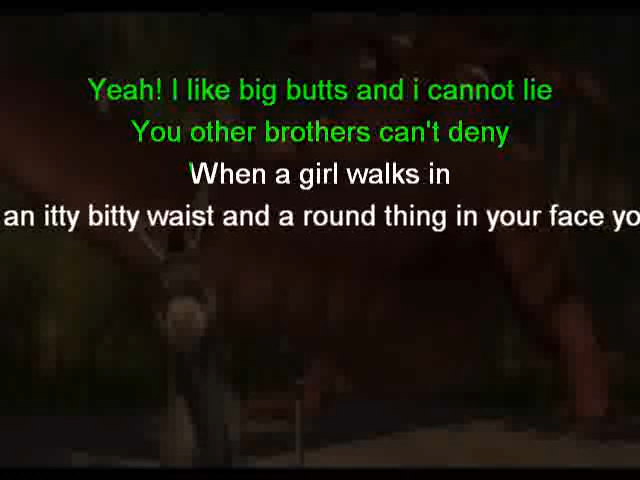 Yeah! I like big butts and i cannot lie
You other brothers can't deny
When a girl walks in
an itty bitty waist and a round thing in your face yo